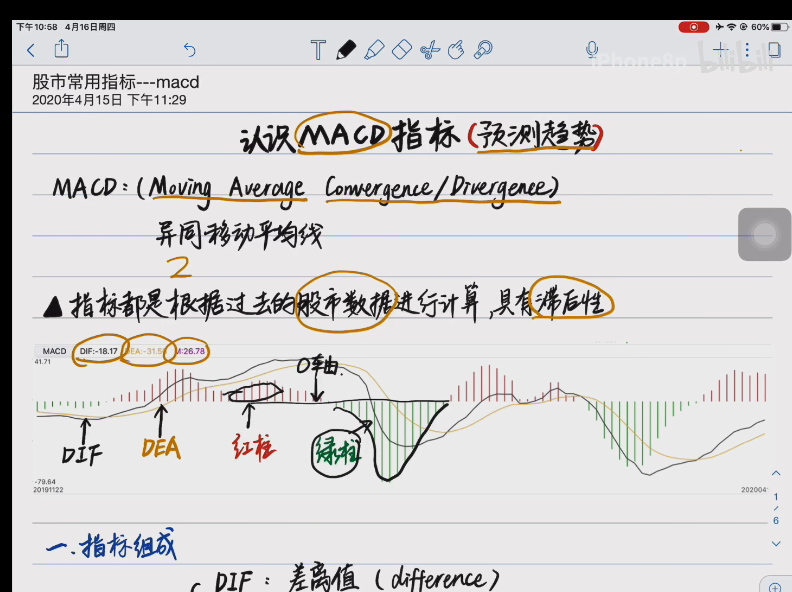 下午10:58 4月16日周四 60%
iPhone8n bilibili
股市常用指标---macd
2020年4月15日 下午11:29
认识MACD指标(预测趋势)
MACD:(Moving Average Convergence/Divergence)
异同移动平均线
2
▲指标都是根据过去的股市数据进行计算,具有滞后性
MACD DIF:-18.17 DEA:-31.56 M:26.78
41.71
0轴
DIF DEA 红柱 绿柱
-79.64
20191122 202004
1
/
6
一.指标组成
DIF:差离值(difference)